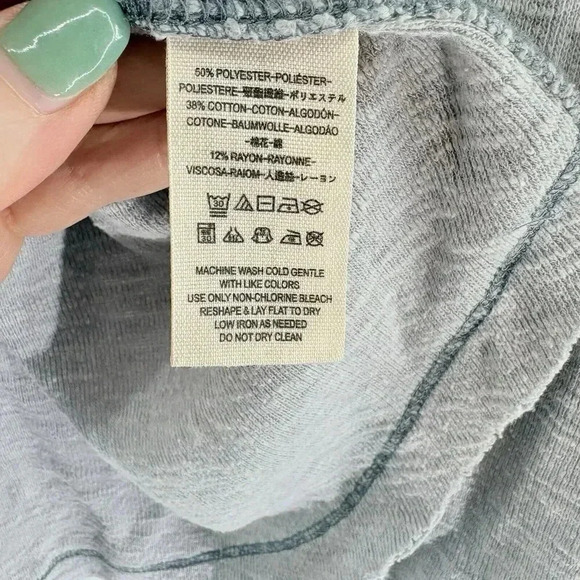 50% POLYESTER-POLIÉSTER-
POLIESTERE-聚酯纖維-ポリエステル
38% COTTON-COTON-ALGODÓN-
COTONE-BAUMWOLLE-ALGODÃO
-棉花-綿
12% RAYON-RAYONNE-
VISCOSA-RAIOM-人造絲-レーヨン
30
30
MACHINE WASH COLD GENTLE
WITH LIKE COLORS
USE ONLY NON-CHLORINE BLEACH
RESHAPE & LAY FLAT TO DRY
LOW IRON AS NEEDED
DO NOT DRY CLEAN